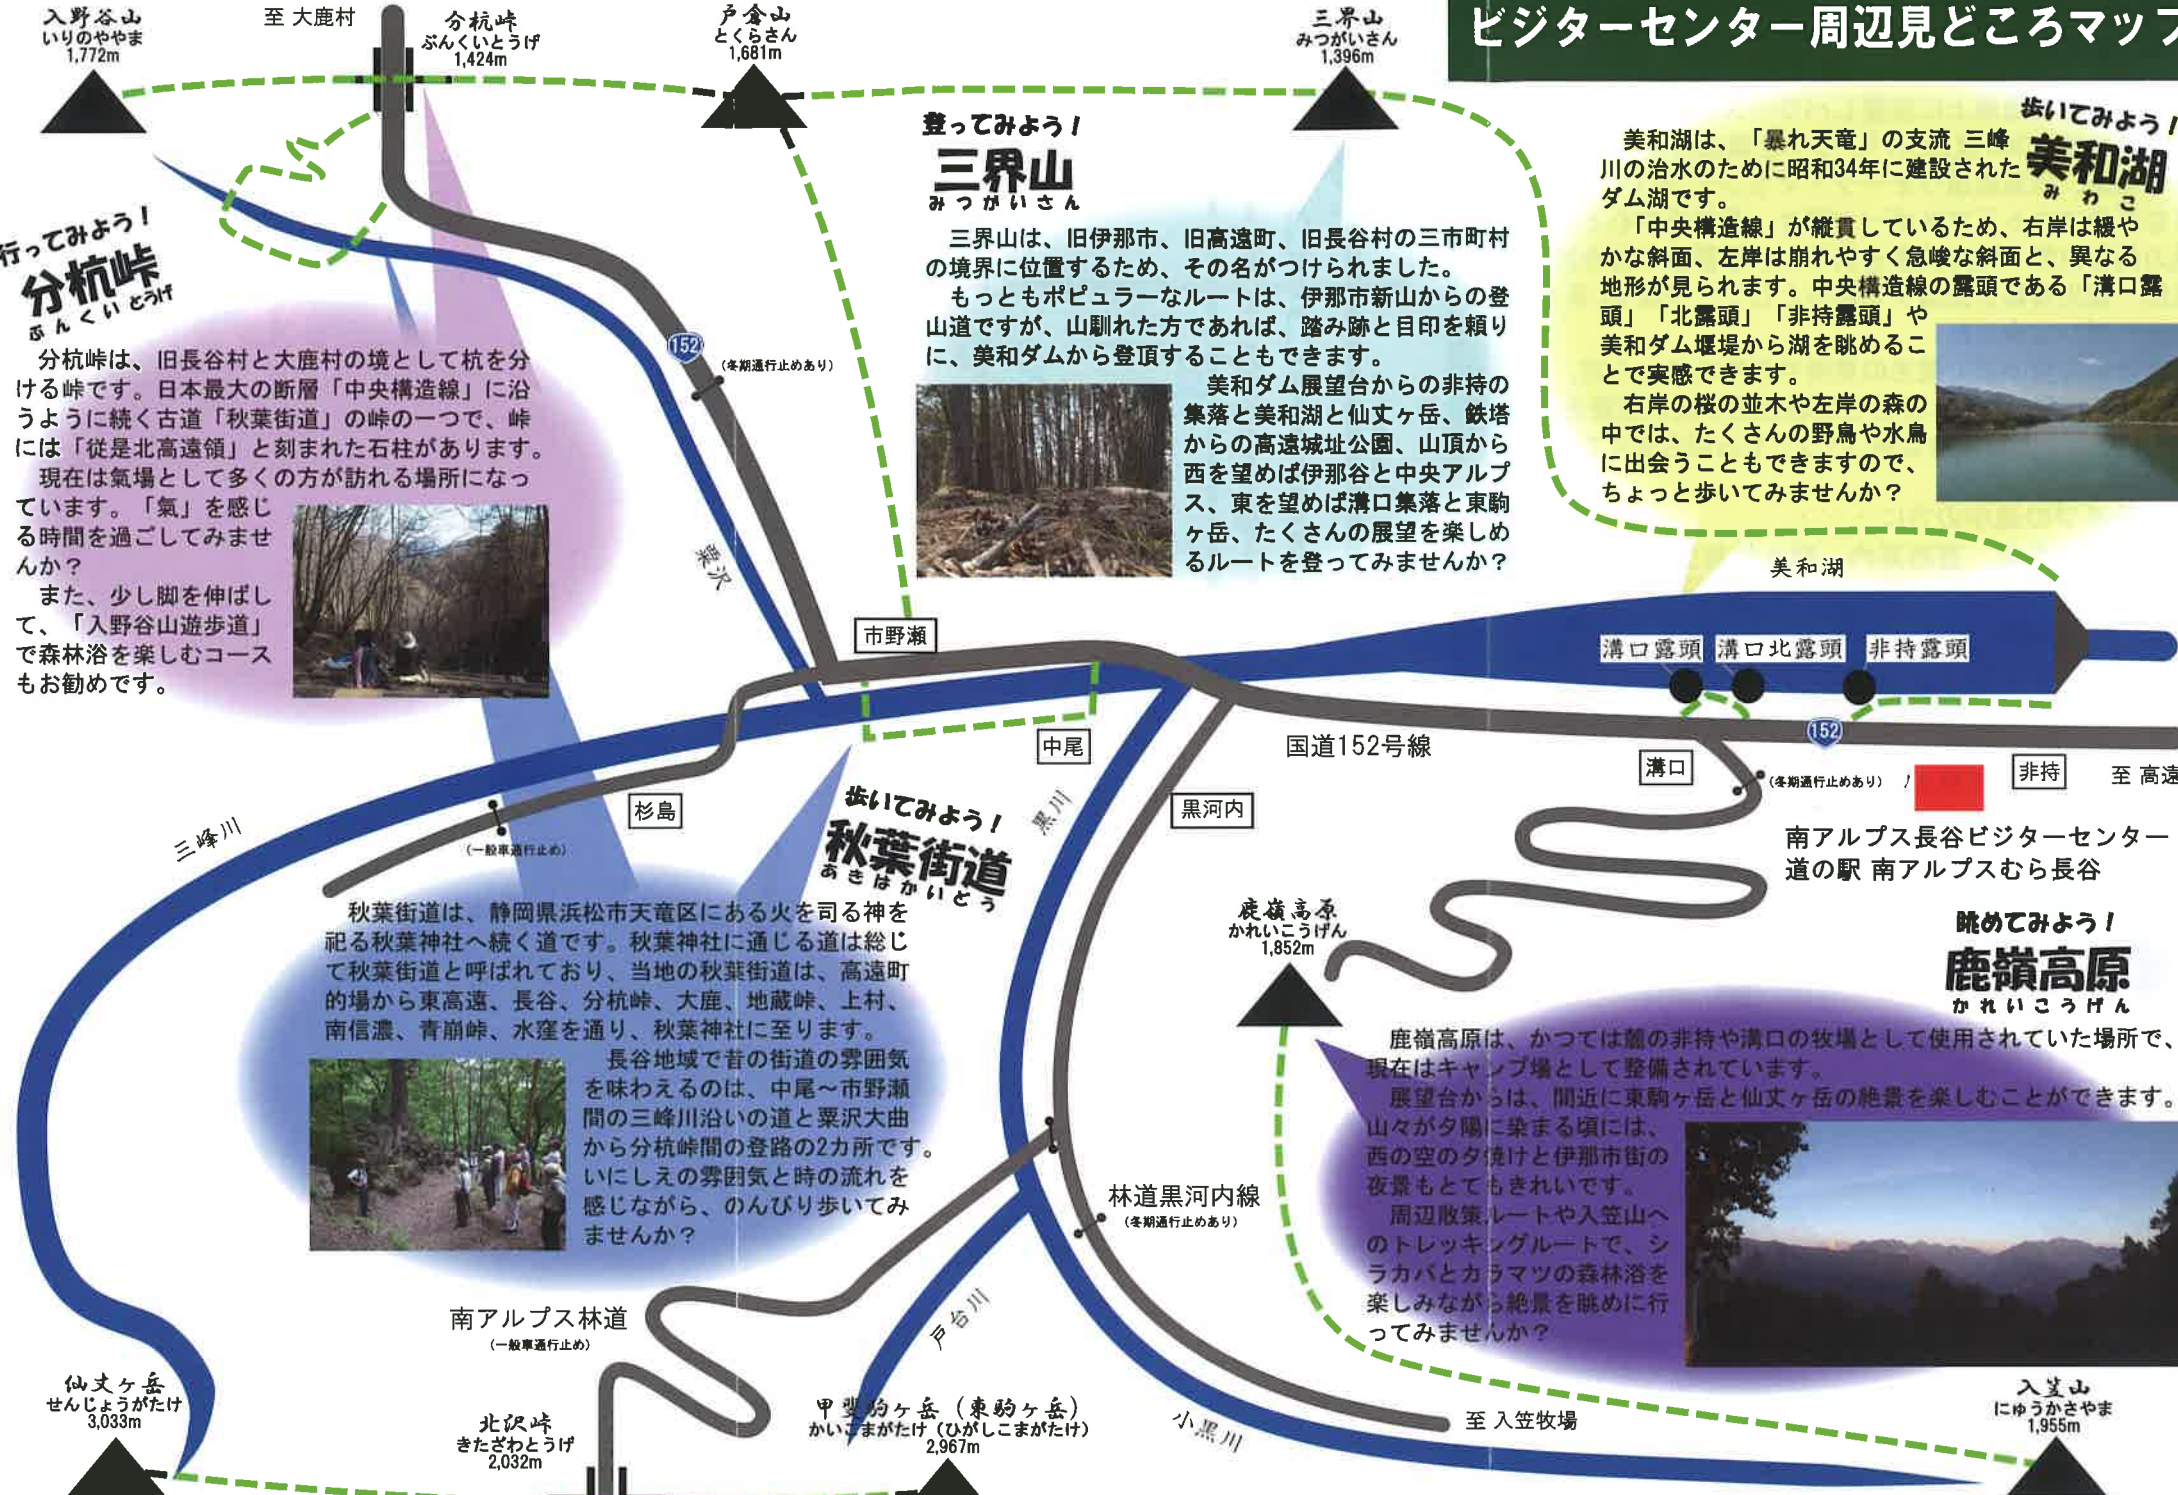 ビジターセンター周辺見どころマップ
入野谷山
いりのややま
1,772m
至 大鹿村
分杭峠
ぶんくいとうげ
1,424m
戸倉山
とくらさん
1,681m
三界山
みつがいさん
1,396m
行ってみよう！
分杭峠
ぶんくいとうげ
分杭峠は、旧長谷村と大鹿村の境として杭を分
ける峠です。日本最大の断層「中央構造線」に沿
うように続く古道「秋葉街道」の峠の一つで、峠
には「従是北高遠領」と刻まれた石柱があります。
現在は氣場として多くの方が訪れる場所になっ
ています。「氣」を感じ
る時間を過ごしてみませ
んか？
また、少し脚を伸ばし
て、「入野谷山遊歩道」
で森林浴を楽しむコース
もお勧めです。
登ってみよう！
三界山
みつがいさん
三界山は、旧伊那市、旧高遠町、旧長谷村の三市町村
の境界に位置するため、その名がつけられました。
もっともポピュラーなルートは、伊那市新山からの登
山道ですが、山馴れた方であれば、踏み跡と目印を頼り
に、美和ダムから登頂することもできます。
美和ダム展望台からの非持の
集落と美和湖と仙丈ヶ岳、鉄塔
からの高遠城址公園、山頂から
西を望めば伊那谷と中央アルプ
ス、東を望めば溝口集落と東駒
ヶ岳、たくさんの展望を楽しめ
るルートを登ってみませんか？
歩いてみよう！
美和湖
みわこ
美和湖は、「暴れ天竜」の支流 三峰
川の治水のために昭和34年に建設された
ダム湖です。
「中央構造線」が縦貫しているため、右岸は緩や
かな斜面、左岸は崩れやすく急峻な斜面と、異なる
地形が見られます。中央構造線の露頭である「溝口露
頭」「北露頭」「非持露頭」や
美和ダム堰堤から湖を眺めるこ
とで実感できます。
右岸の桜の並木や左岸の森の
中では、たくさんの野鳥や水鳥
に出会うこともできますので、
ちょっと歩いてみませんか？
152
(冬期通行止めあり)
粟沢
市野瀬
美和湖
溝口露頭
溝口北露頭
非持露頭
中尾
国道152号線
152
溝口
(冬期通行止めあり)
非持
至 高遠
杉島
黒河内
黒川
三峰川
(一般車通行止め)
南アルプス長谷ビジターセンター
道の駅 南アルプスむら長谷
歩いてみよう！
秋葉街道
あきはかいどう
秋葉街道は、静岡県浜松市天竜区にある火を司る神を
祀る秋葉神社へ続く道です。秋葉神社に通じる道は総じ
て秋葉街道と呼ばれており、当地の秋葉街道は、高遠町
的場から東高遠、長谷、分杭峠、大鹿、地蔵峠、上村、
南信濃、青崩峠、水窪を通り、秋葉神社に至ります。
長谷地域で昔の街道の雰囲気
を味わえるのは、中尾～市野瀬
間の三峰川沿いの道と粟沢大曲
から分杭峠間の登路の2カ所です。
いにしえの雰囲気と時の流れを
感じながら、のんびり歩いてみ
ませんか？
鹿嶺高原
かれいこうげん
1,852m
眺めてみよう！
鹿嶺高原
かれいこうげん
鹿嶺高原は、かつては麓の非持や溝口の牧場として使用されていた場所で、
現在はキャンプ場として整備されています。
展望台からは、間近に東駒ヶ岳と仙丈ヶ岳の絶景を楽しむことができます。
山々が夕陽に染まる頃には、
西の空の夕焼けと伊那市街の
夜景もとてもきれいです。
周辺散策ルートや入笠山へ
のトレッキングルートで、シ
ラカバとカラマツの森林浴を
楽しみながら絶景を眺めに行
ってみませんか？
林道黒河内線
(冬期通行止めあり)
南アルプス林道
(一般車通行止め)
戸台川
仙丈ヶ岳
せんじょうがたけ
3,033m
北沢峠
きたざわとうげ
2,032m
甲斐駒ヶ岳（東駒ヶ岳）
かいこまがたけ（ひがしこまがたけ）
2,967m
小黒川
至 入笠牧場
入笠山
にゅうかさやま
1,955m